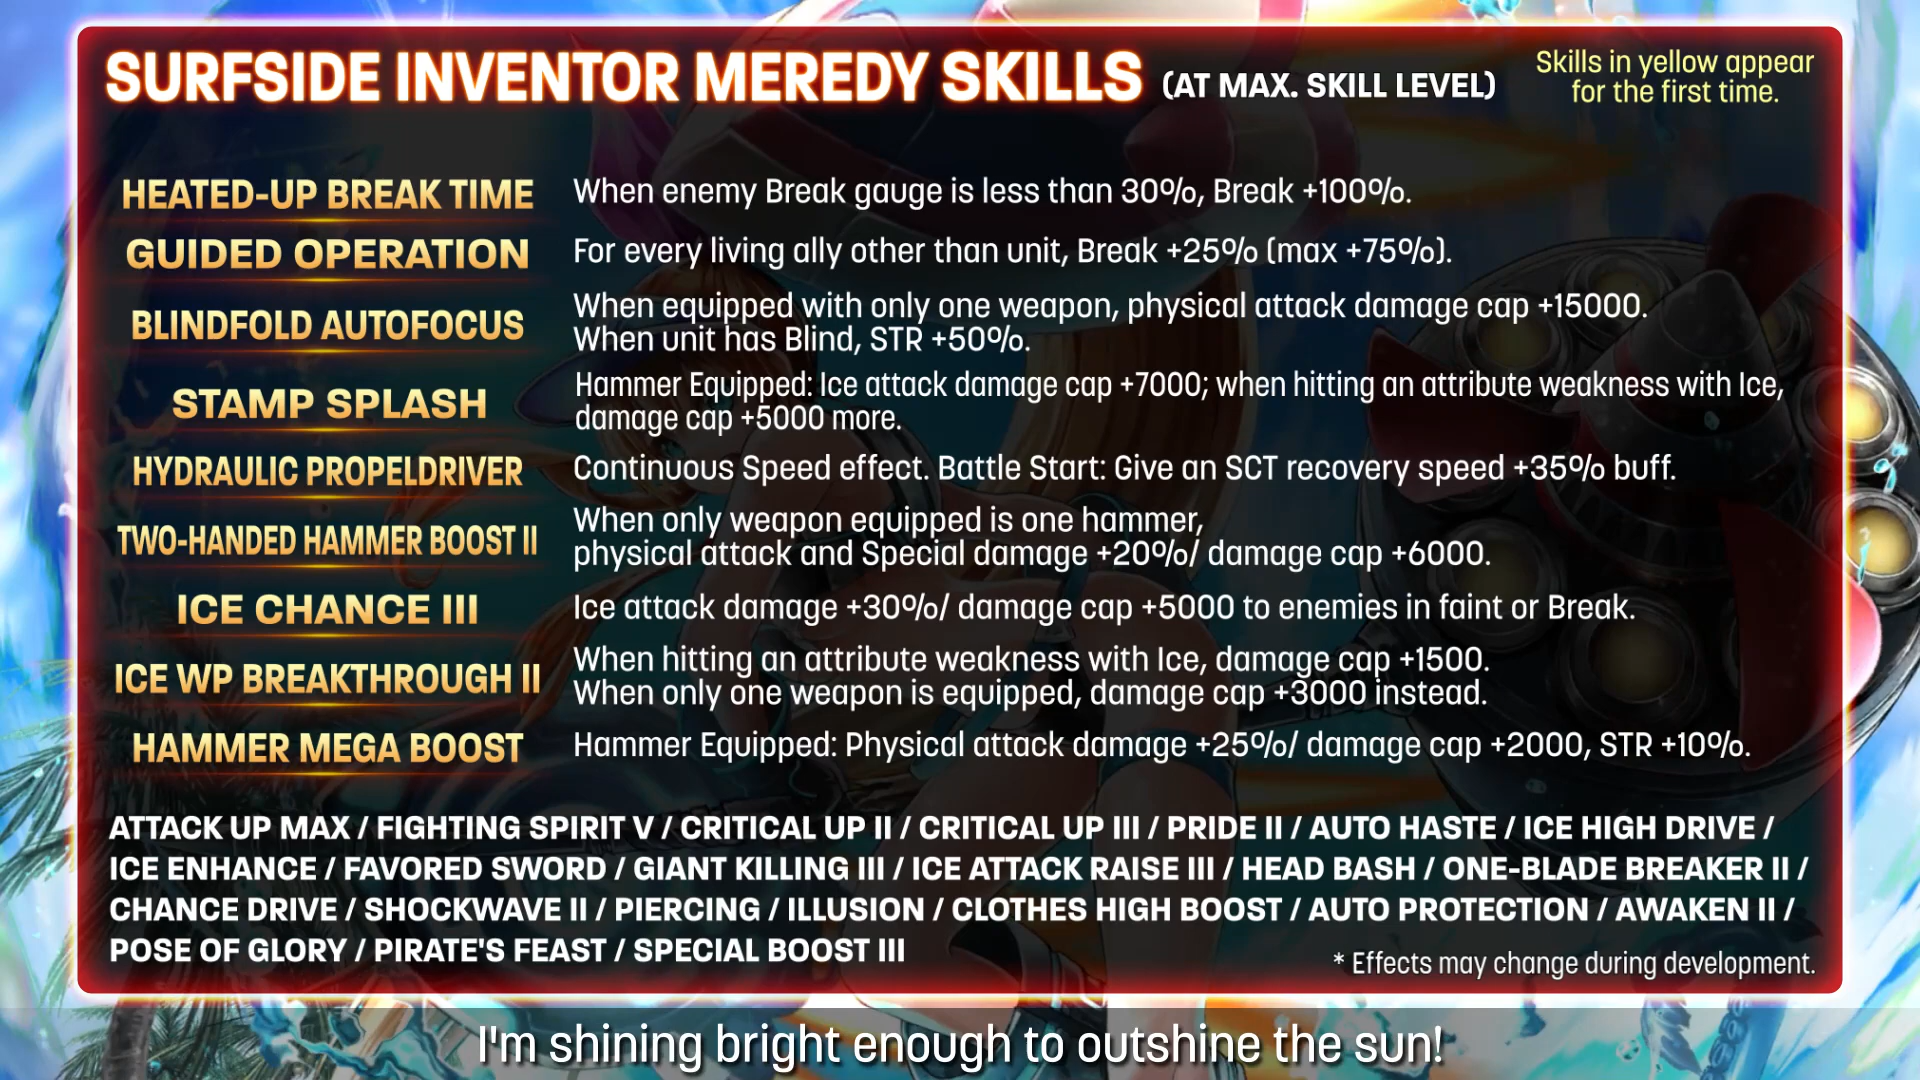 SURFSIDE INVENTOR MEREDY SKILLS (AT MAX. SKILL LEVEL)
Skills in yellow appear
for the first time.
HEATED-UP BREAK TIME
When enemy Break gauge is less than 30%, Break +100%.
GUIDED OPERATION
For every living ally other than unit, Break +25% (max +75%).
BLINDFOLD AUTOFOCUS
When equipped with only one weapon, physical attack damage cap +15000.
When unit has Blind, STR +50%.
STAMP SPLASH
Hammer Equipped: Ice attack damage cap +7000; when hitting an attribute weakness with Ice,
damage cap +5000 more.
HYDRAULIC PROPELDRIVER
Continuous Speed effect. Battle Start: Give an SCT recovery speed +35% buff.
TWO-HANDED HAMMER BOOST II
When only weapon equipped is one hammer,
physical attack and Special damage +20%/ damage cap +6000.
ICE CHANCE III
Ice attack damage +30%/ damage cap +5000 to enemies in faint or Break.
ICE WP BREAKTHROUGH II
When hitting an attribute weakness with Ice, damage cap +1500.
When only one weapon is equipped, damage cap +3000 instead.
HAMMER MEGA BOOST
Hammer Equipped: Physical attack damage +25%/ damage cap +2000, STR +10%.
ATTACK UP MAX / FIGHTING SPIRIT V / CRITICAL UP II / CRITICAL UP III / PRIDE II / AUTO HASTE / ICE HIGH DRIVE /
ICE ENHANCE / FAVORED SWORD / GIANT KILLING III / ICE ATTACK RAISE III / HEAD BASH / ONE-BLADE BREAKER II /
CHANCE DRIVE / SHOCKWAVE II / PIERCING / ILLUSION / CLOTHES HIGH BOOST / AUTO PROTECTION / AWAKEN II /
POSE OF GLORY / PIRATE'S FEAST / SPECIAL BOOST III
* Effects may change during development.
I'm shining bright enough to outshine the sun!